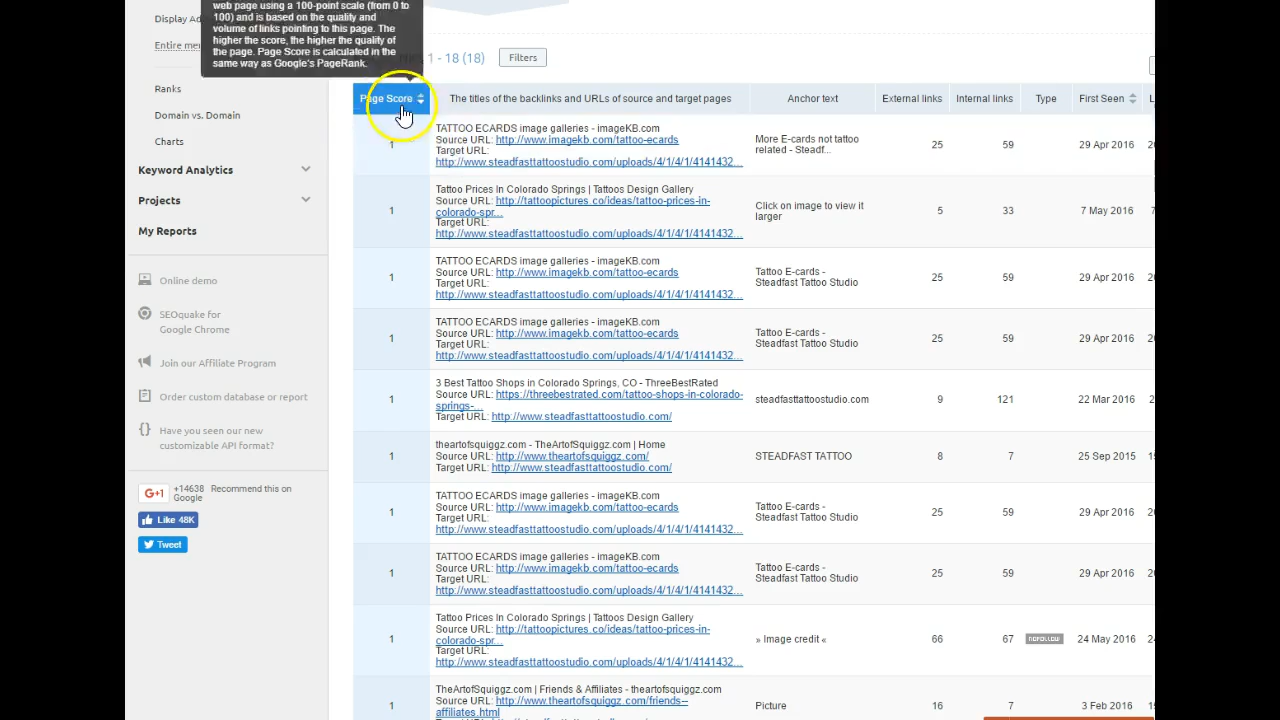 Display Ad
Entire me
Ranks
Domain vs. Domain
Charts
Keyword Analytics
Projects
My Reports
Online demo
SEOquake for
Google Chrome
Join our Affiliate Program
Order custom database or report
Have you seen our new
customizable API format?
G+1 +14638 Recommend this on
Google
Like 48K
Tweet
web page using a 100-point scale (from 0 to
100) and is based on the quality and
volume of links pointing to this page. The
higher the score, the higher the quality of
the page. Page Score is calculated in the
same way as Google's PageRank.
1 - 18 (18) Filters
Page Score The titles of the backlinks and URLs of source and target pages Anchor text External links Internal links Type First Seen L
TATTOO ECARDS image galleries - imageKB.com
Source URL: http://www.imagekb.com/tattoo-ecards
Target URL:
http://www.steadfasttattoostudio.com/uploads/4/1/4/1/4141432...
1 More E-cards not tattoo
related - Steadf... 25 59 29 Apr 2016 20
Tattoo Prices In Colorado Springs | Tattoos Design Gallery
Source URL: http://tattoopictures.co/ideas/tattoo-prices-in-
colorado-spr...
Target URL:
http://www.steadfasttattoostudio.com/uploads/4/1/4/1/4141432...
1 Click on image to view it
larger 5 33 7 May 2016 7
TATTOO ECARDS image galleries - imageKB.com
Source URL: http://www.imagekb.com/tattoo-ecards
Target URL:
http://www.steadfasttattoostudio.com/uploads/4/1/4/1/4141432...
1 Tattoo E-cards -
Steadfast Tattoo Studio 25 59 29 Apr 2016 20
TATTOO ECARDS image galleries - imageKB.com
Source URL: http://www.imagekb.com/tattoo-ecards
Target URL:
http://www.steadfasttattoostudio.com/uploads/4/1/4/1/4141432...
1 Tattoo E-cards -
Steadfast Tattoo Studio 25 59 29 Apr 2016 20
3 Best Tattoo Shops in Colorado Springs, CO - ThreeBestRated
Source URL: https://threebestrated.com/tattoo-shops-in-colorado-
springs-...
Target URL: http://www.steadfasttattoostudio.com/
1 steadfasttattoostudio.com 9 121 22 Mar 2016 20
theartofsquiggz.com - TheArtofSquiggz.com | Home
Source URL: http://www.theartofsquiggz.com/
Target URL: http://www.steadfasttattoostudio.com/
1 STEADFAST TATTOO 8 7 25 Sep 2015 15
TATTOO ECARDS image galleries - imageKB.com
Source URL: http://www.imagekb.com/tattoo-ecards
Target URL:
http://www.steadfasttattoostudio.com/uploads/4/1/4/1/4141432...
1 Tattoo E-cards -
Steadfast Tattoo Studio 25 59 29 Apr 2016 20
TATTOO ECARDS image galleries - imageKB.com
Source URL: http://www.imagekb.com/tattoo-ecards
Target URL:
http://www.steadfasttattoostudio.com/uploads/4/1/4/1/4141432...
1 Tattoo E-cards -
Steadfast Tattoo Studio 25 59 29 Apr 2016 20
Tattoo Prices In Colorado Springs | Tattoos Design Gallery
Source URL: http://tattoopictures.co/ideas/tattoo-prices-in-
colorado-spr...
Target URL:
http://www.steadfasttattoostudio.com/uploads/4/1/4/1/4141432...
1 » Image credit « 66 67 NOFOLLOW 24 May 2016 24
TheArtofSquiggz.com | Friends & Affiliates - theartofsquiggz.com
Source URL: http://www.theartofsquiggz.com/friends--
affiliates.html
1 Picture 16 7 3 Feb 2016 15